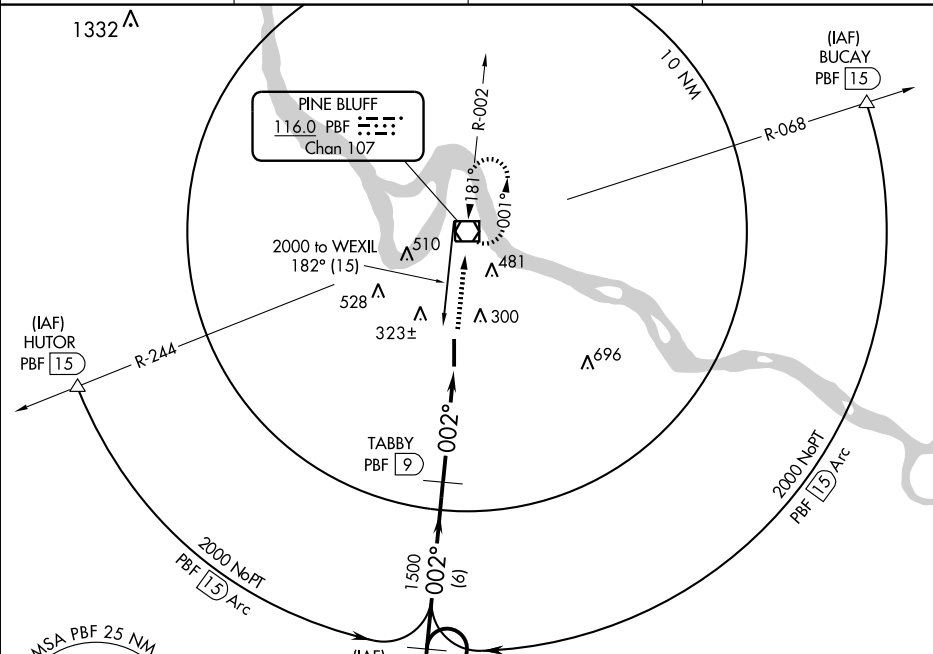 1332
(IAF)
BUCAY
PBF 15
10 NM
PINE BLUFF
116.0 PBF
Chan 107
R-002
R-068
181°
001°
2000 to WEXIL
182° (15)
510
481
528
323±
300
696
(IAF)
HUTOR
PBF 15
R-244
002°
TABBY
PBF 9
2000 NoPT
PBF 15 Arc
2000 NoPT
PBF 15 Arc
1500
002°
(6)
MSA PBF 25 NM
(IAF)